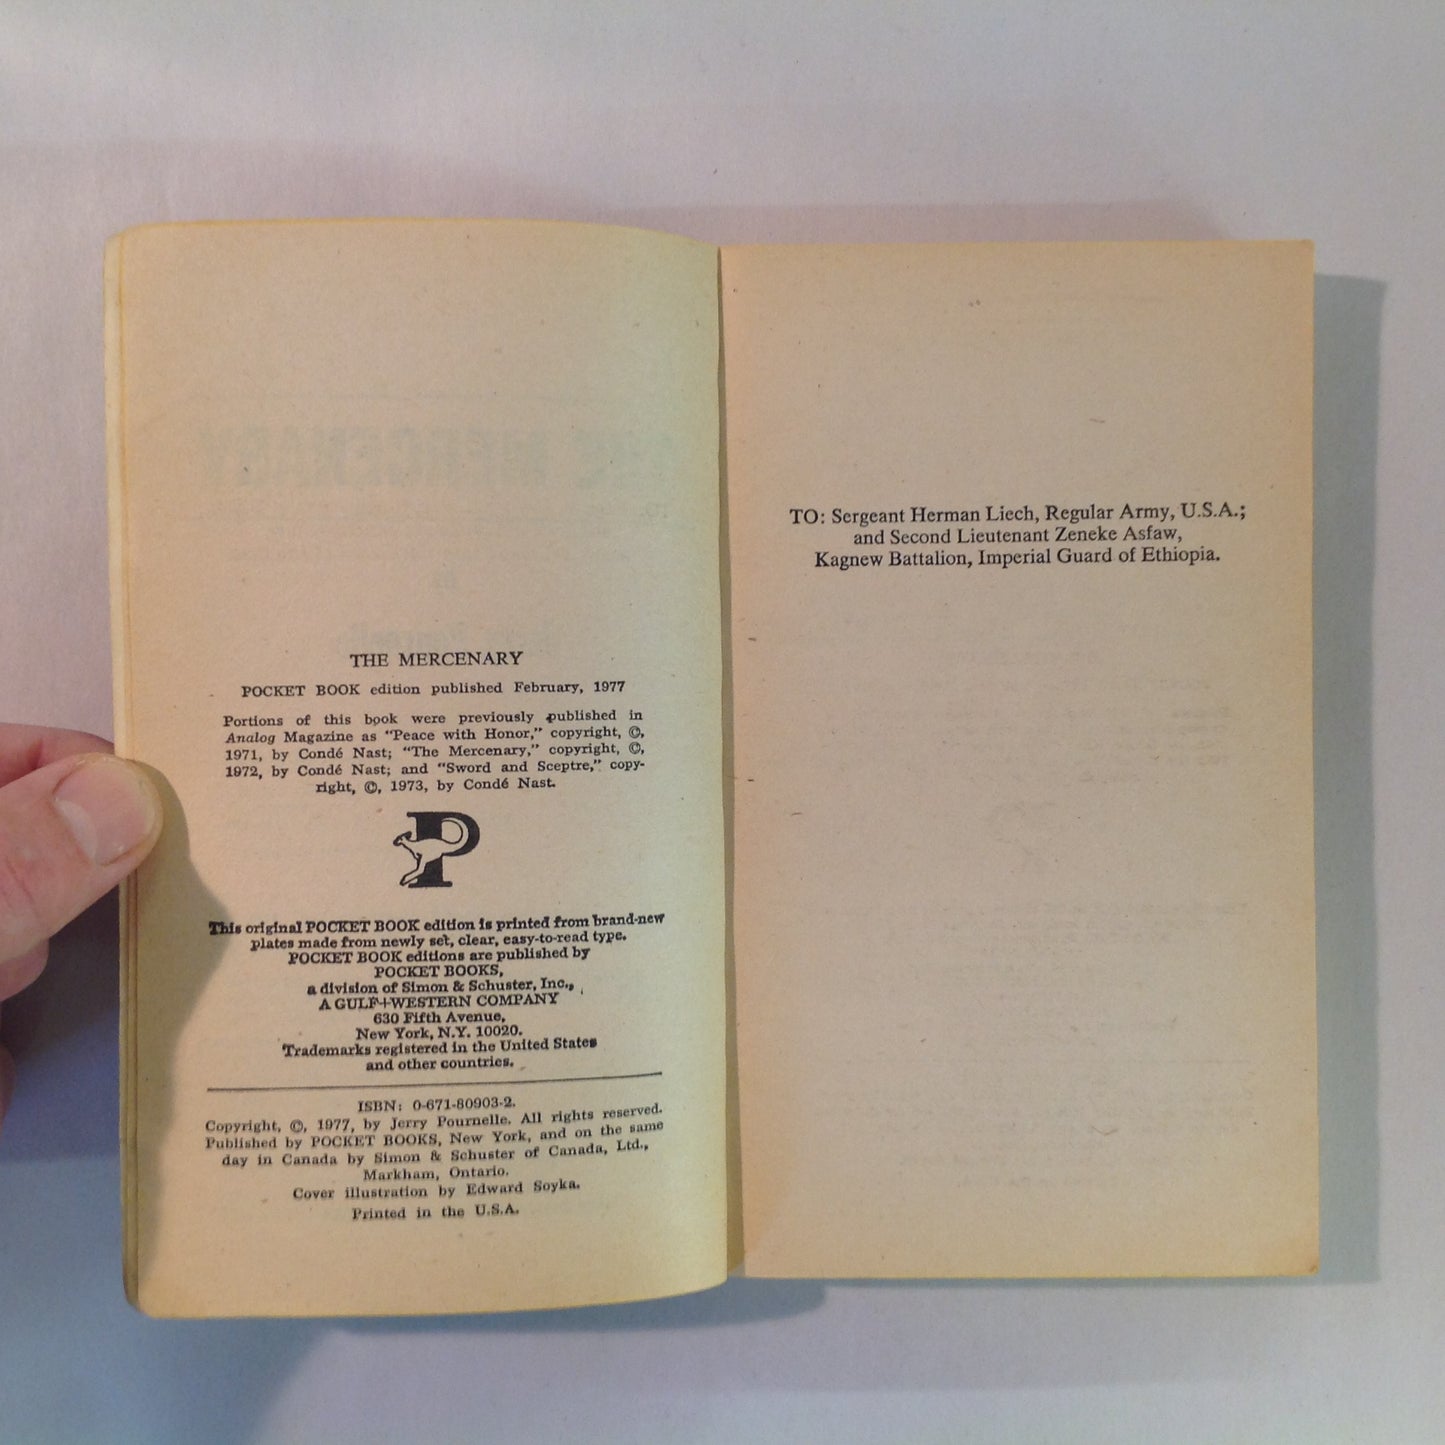 THE MERCENARY
POCKET BOOK edition published February, 1977
Portions of this book were previously published in
Analog Magazine as "Peace with Honor," copyright, ©,
1971, by Condé Nast; "The Mercenary," copyright, ©,
1972, by Condé Nast; and "Sword and Sceptre," copy-
right, ©, 1973, by Condé Nast.
P
This original POCKET BOOK edition is printed from brand-new
plates made from newly set, clear, easy-to-read type.
POCKET BOOK editions are published by
POCKET BOOKS,
a division of Simon & Schuster, Inc.,
A GULF+WESTERN COMPANY
630 Fifth Avenue,
New York, N.Y. 10020.
Trademarks registered in the United States
and other countries.
ISBN: 0-671-80903-2.
Copyright, ©, 1977, by Jerry Pournelle. All rights reserved.
Published by POCKET BOOKS, New York, and on the same
day in Canada by Simon & Schuster of Canada, Ltd.,
Markham, Ontario.
Cover illustration by Edward Soyka.
Printed in the U.S.A.
TO: Sergeant Herman Liech, Regular Army, U.S.A.;
and Second Lieutenant Zeneke Asfaw,
Kagnew Battalion, Imperial Guard of Ethiopia.